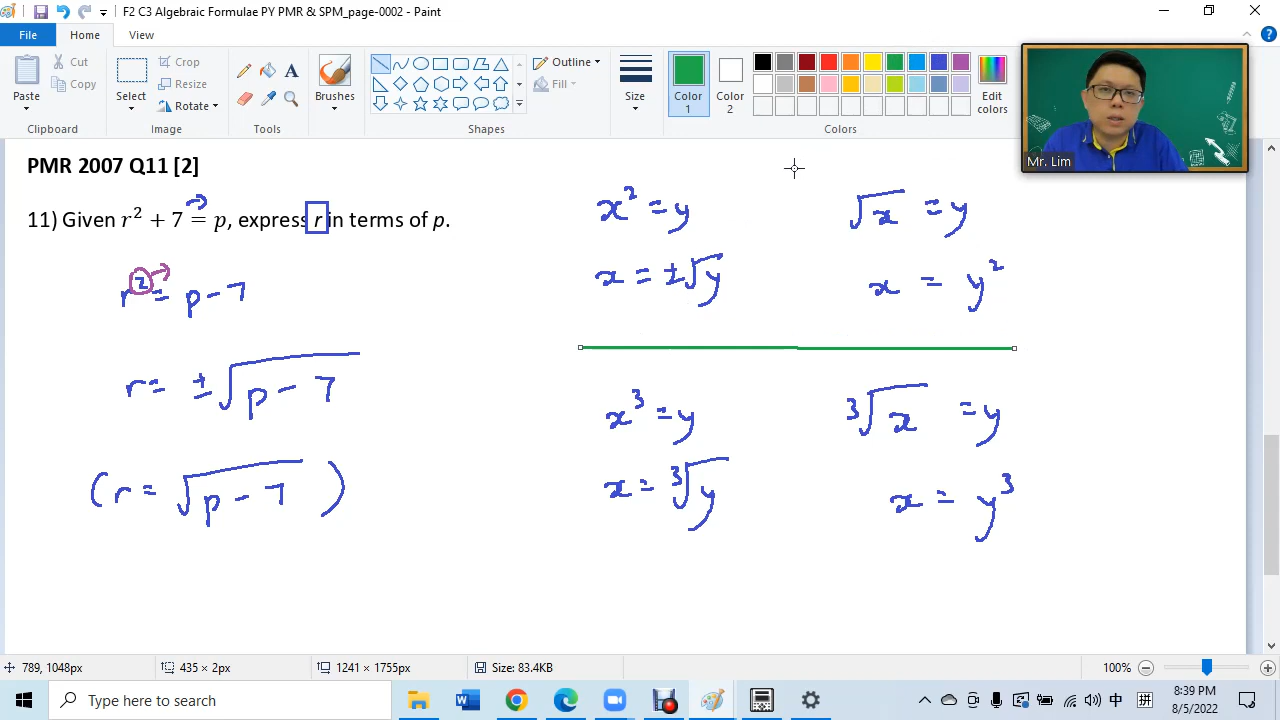 F2 C3 Algebraic Formulae PY PMR & SPM_page-0002 - Paint
File Home View
Paste
Cut
Copy
Clipboard
Select
Crop
Resize
Rotate
Image
A
Tools
Brushes
Outline
Fill
Shapes
Size
Color 1
Color 2
Edit colors
Colors
Mr. Lim
PMR 2007 Q11 [2]
11) Given r² + 7 = p, express r in terms of p.
r² = p - 7
r = ±√(p - 7)
(r = √(p - 7))
x² = y
x = ±√y
√x = y
x = y²
x³ = y
x = ³√y
³√x = y
x = y³
789, 1048px
435 × 2px
1241 × 1755px
Size: 83.4KB
100%
Type here to search
中
拼
8:39 PM
8/5/2022